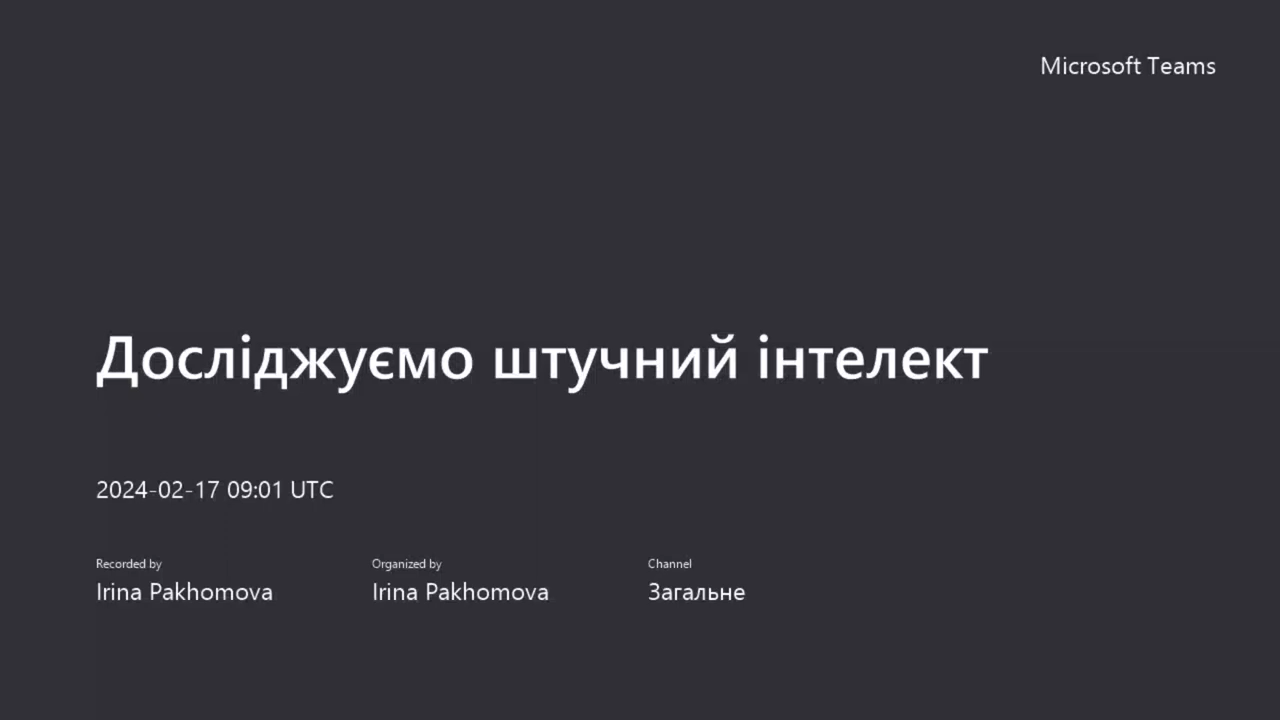 Microsoft Teams
Досліджуємо штучний інтелект
2024-02-17 09:01 UTC
Recorded by
Irina Pakhomova
Organized by
Irina Pakhomova
Channel
Загальне